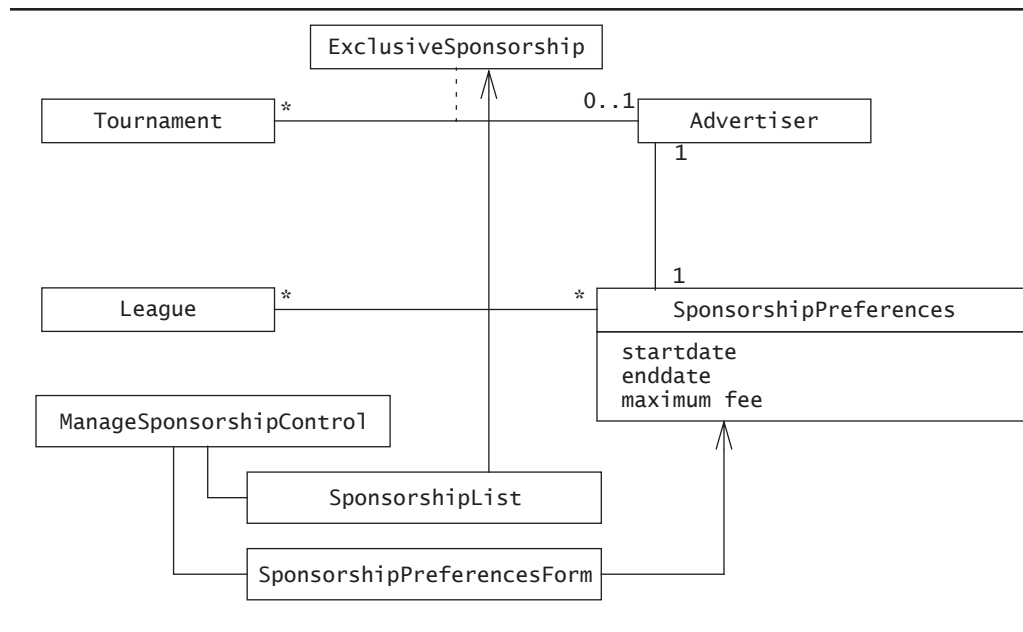 ExclusiveSponsorship
* 0..1
Tournament Advertiser
1
1
League * * SponsorshipPreferences
startdate
enddate
maximum fee
ManageSponsorshipControl
SponsorshipList
SponsorshipPreferencesForm